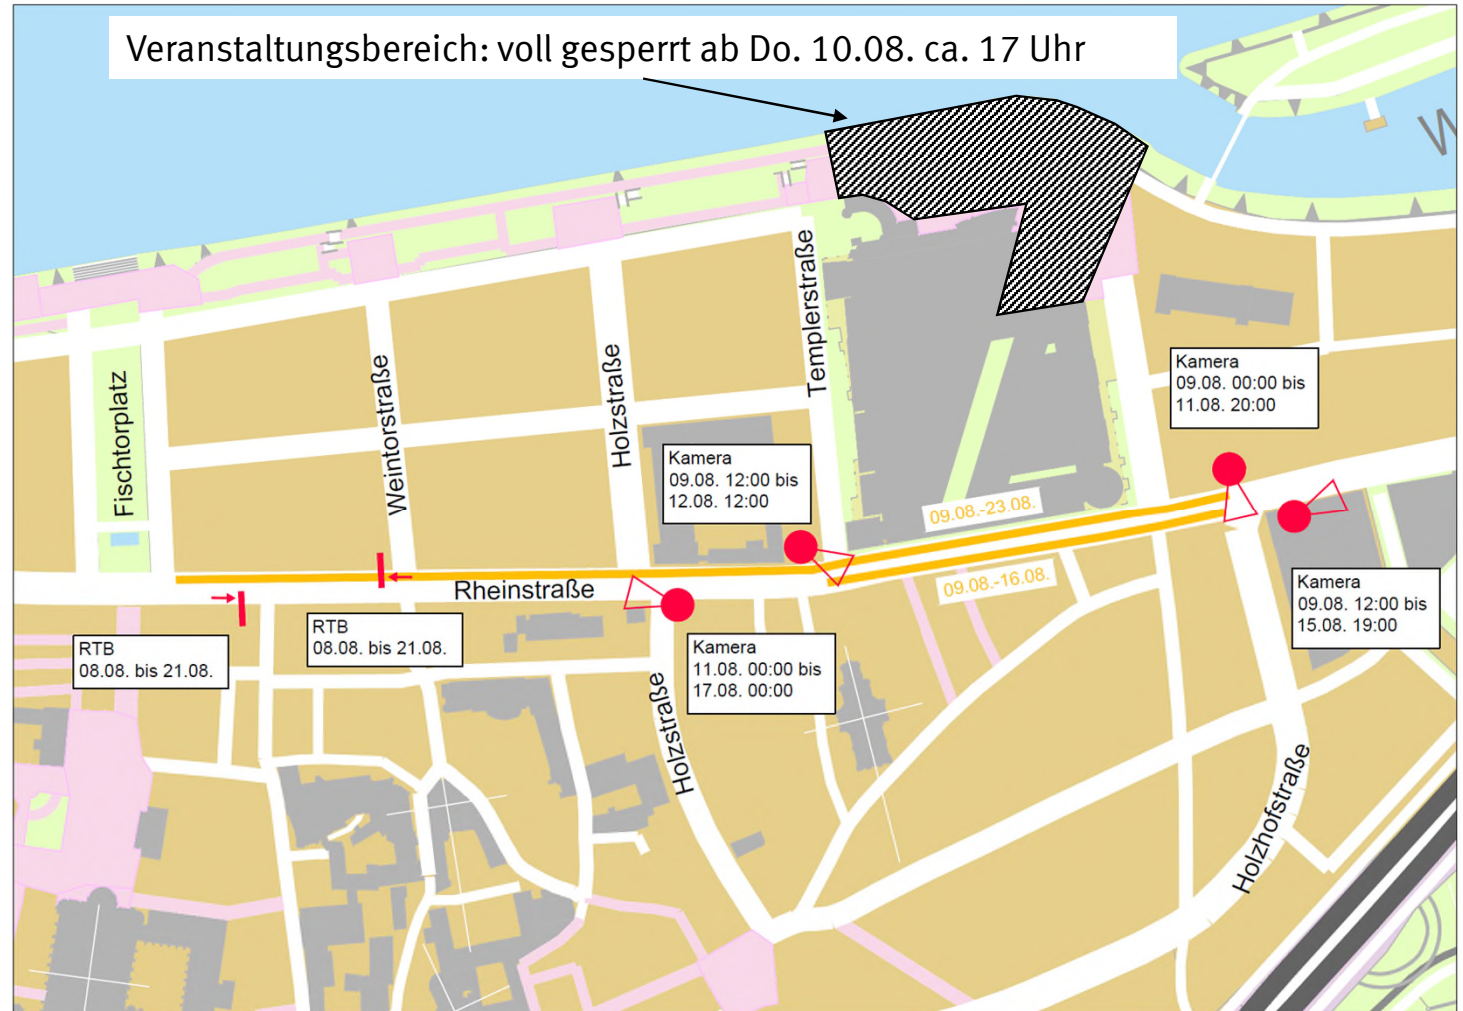 Veranstaltungsbereich: voll gesperrt ab Do. 10.08. ca. 17 Uhr
W
Fischtorplatz
Weintorstraße
Holzstraße
Templerstraße
Kamera
09.08. 00:00 bis
11.08. 20:00
Kamera
09.08. 12:00 bis
12.08. 12:00
09.08.-23.08.
09.08.-16.08.
Rheinstraße
Kamera
09.08. 12:00 bis
15.08. 19:00
RTB
08.08. bis 21.08.
RTB
08.08. bis 21.08.
Kamera
11.08. 00:00 bis
17.08. 00:00
Holzstraße
Holzhofstraße